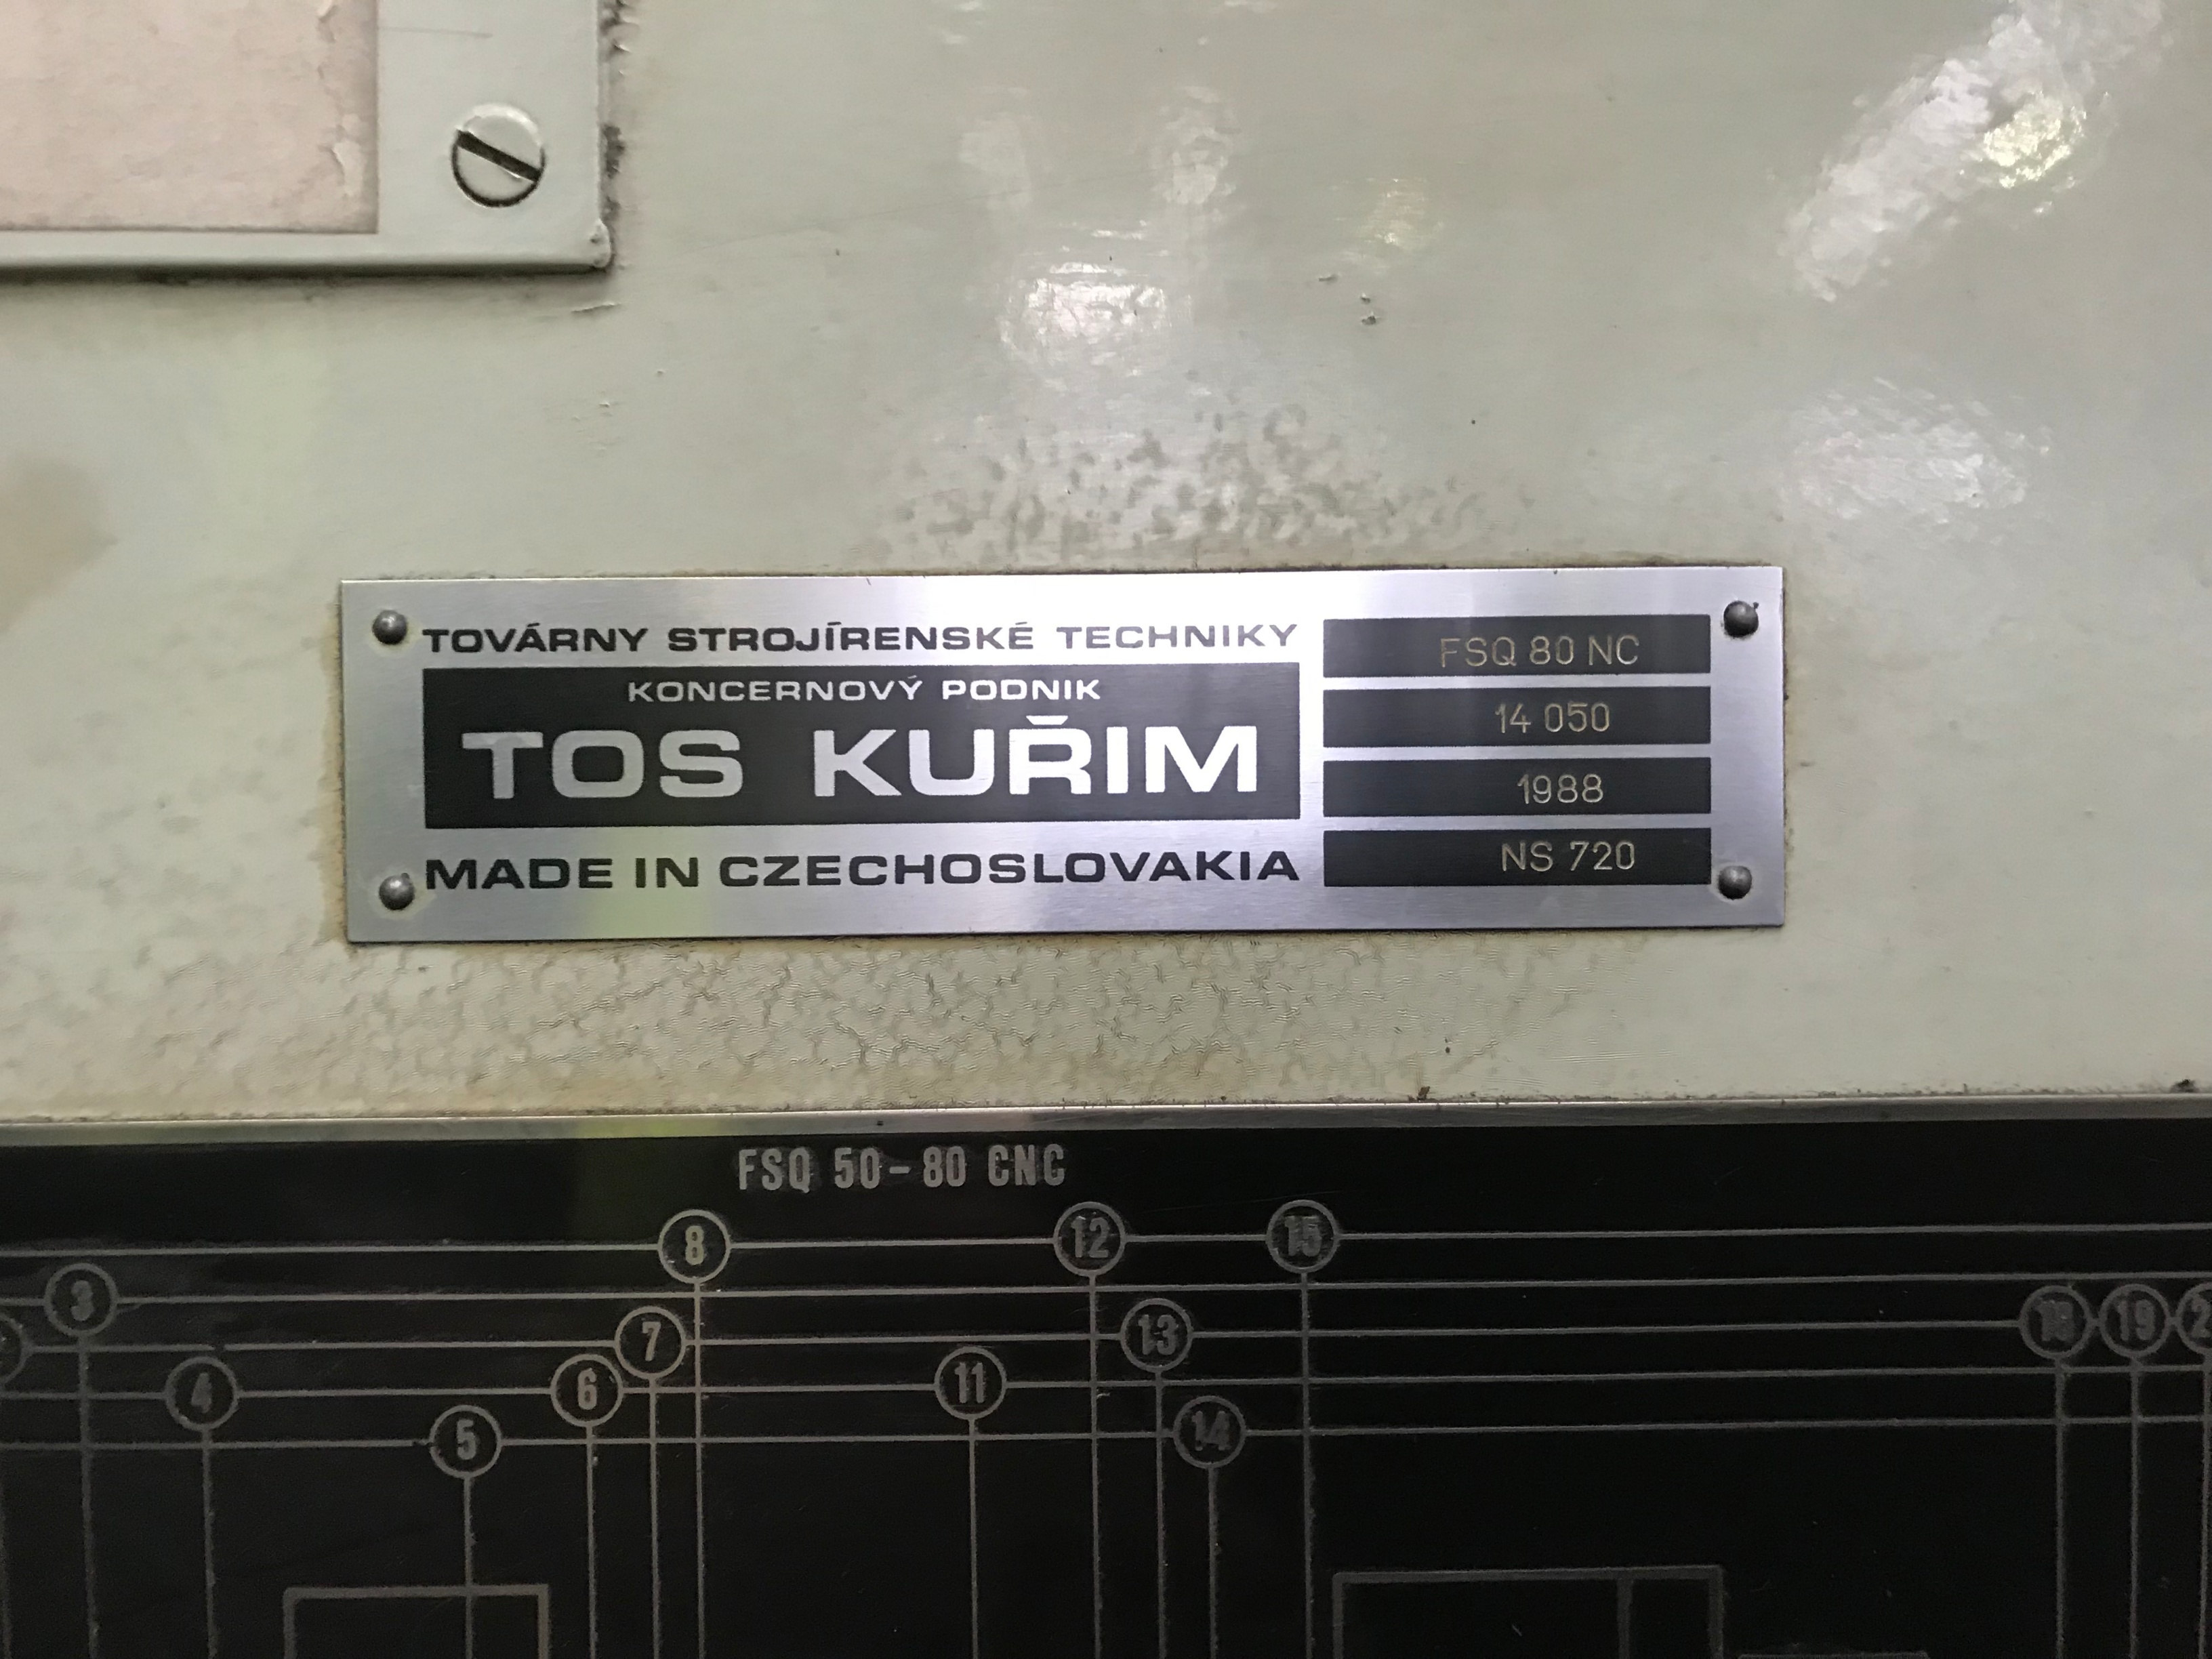 TOVÁRNY STROJÍRENSKÉ TECHNIKY
KONCERNOVÝ PODNIK
TOS KUŘIM
MADE IN CZECHOSLOVAKIA
FSQ 80 NC
14 050
1988
NS 720
FSQ 50-80 CNC
8
12
15
3
7
13
18
19
4
6
11
5
14